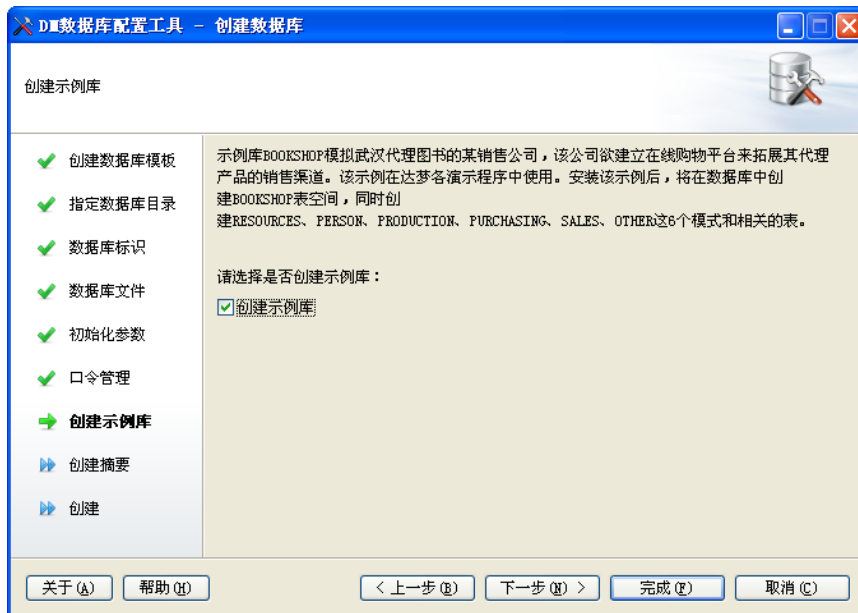 DM数据库配置工具 - 创建数据库
创建示例库
创建数据库模板
指定数据库目录
数据库标识
数据库文件
初始化参数
口令管理
创建示例库
创建摘要
创建
示例库BOOKSHOP模拟武汉代理图书的某销售公司，该公司欲建立在线购物平台来拓展其代理
产品的销售渠道。该示例在达梦各演示程序中使用。安装该示例后，将在数据库中创
建BOOKSHOP表空间，同时创
建RESOURCES、PERSON、PRODUCTION、PURCHASING、SALES、OTHER这6个模式和相关的表。
请选择是否创建示例库：
创建示例库
关于(A)
帮助(H)
< 上一步(B)
下一步(N) >
完成(F)
取消(C)